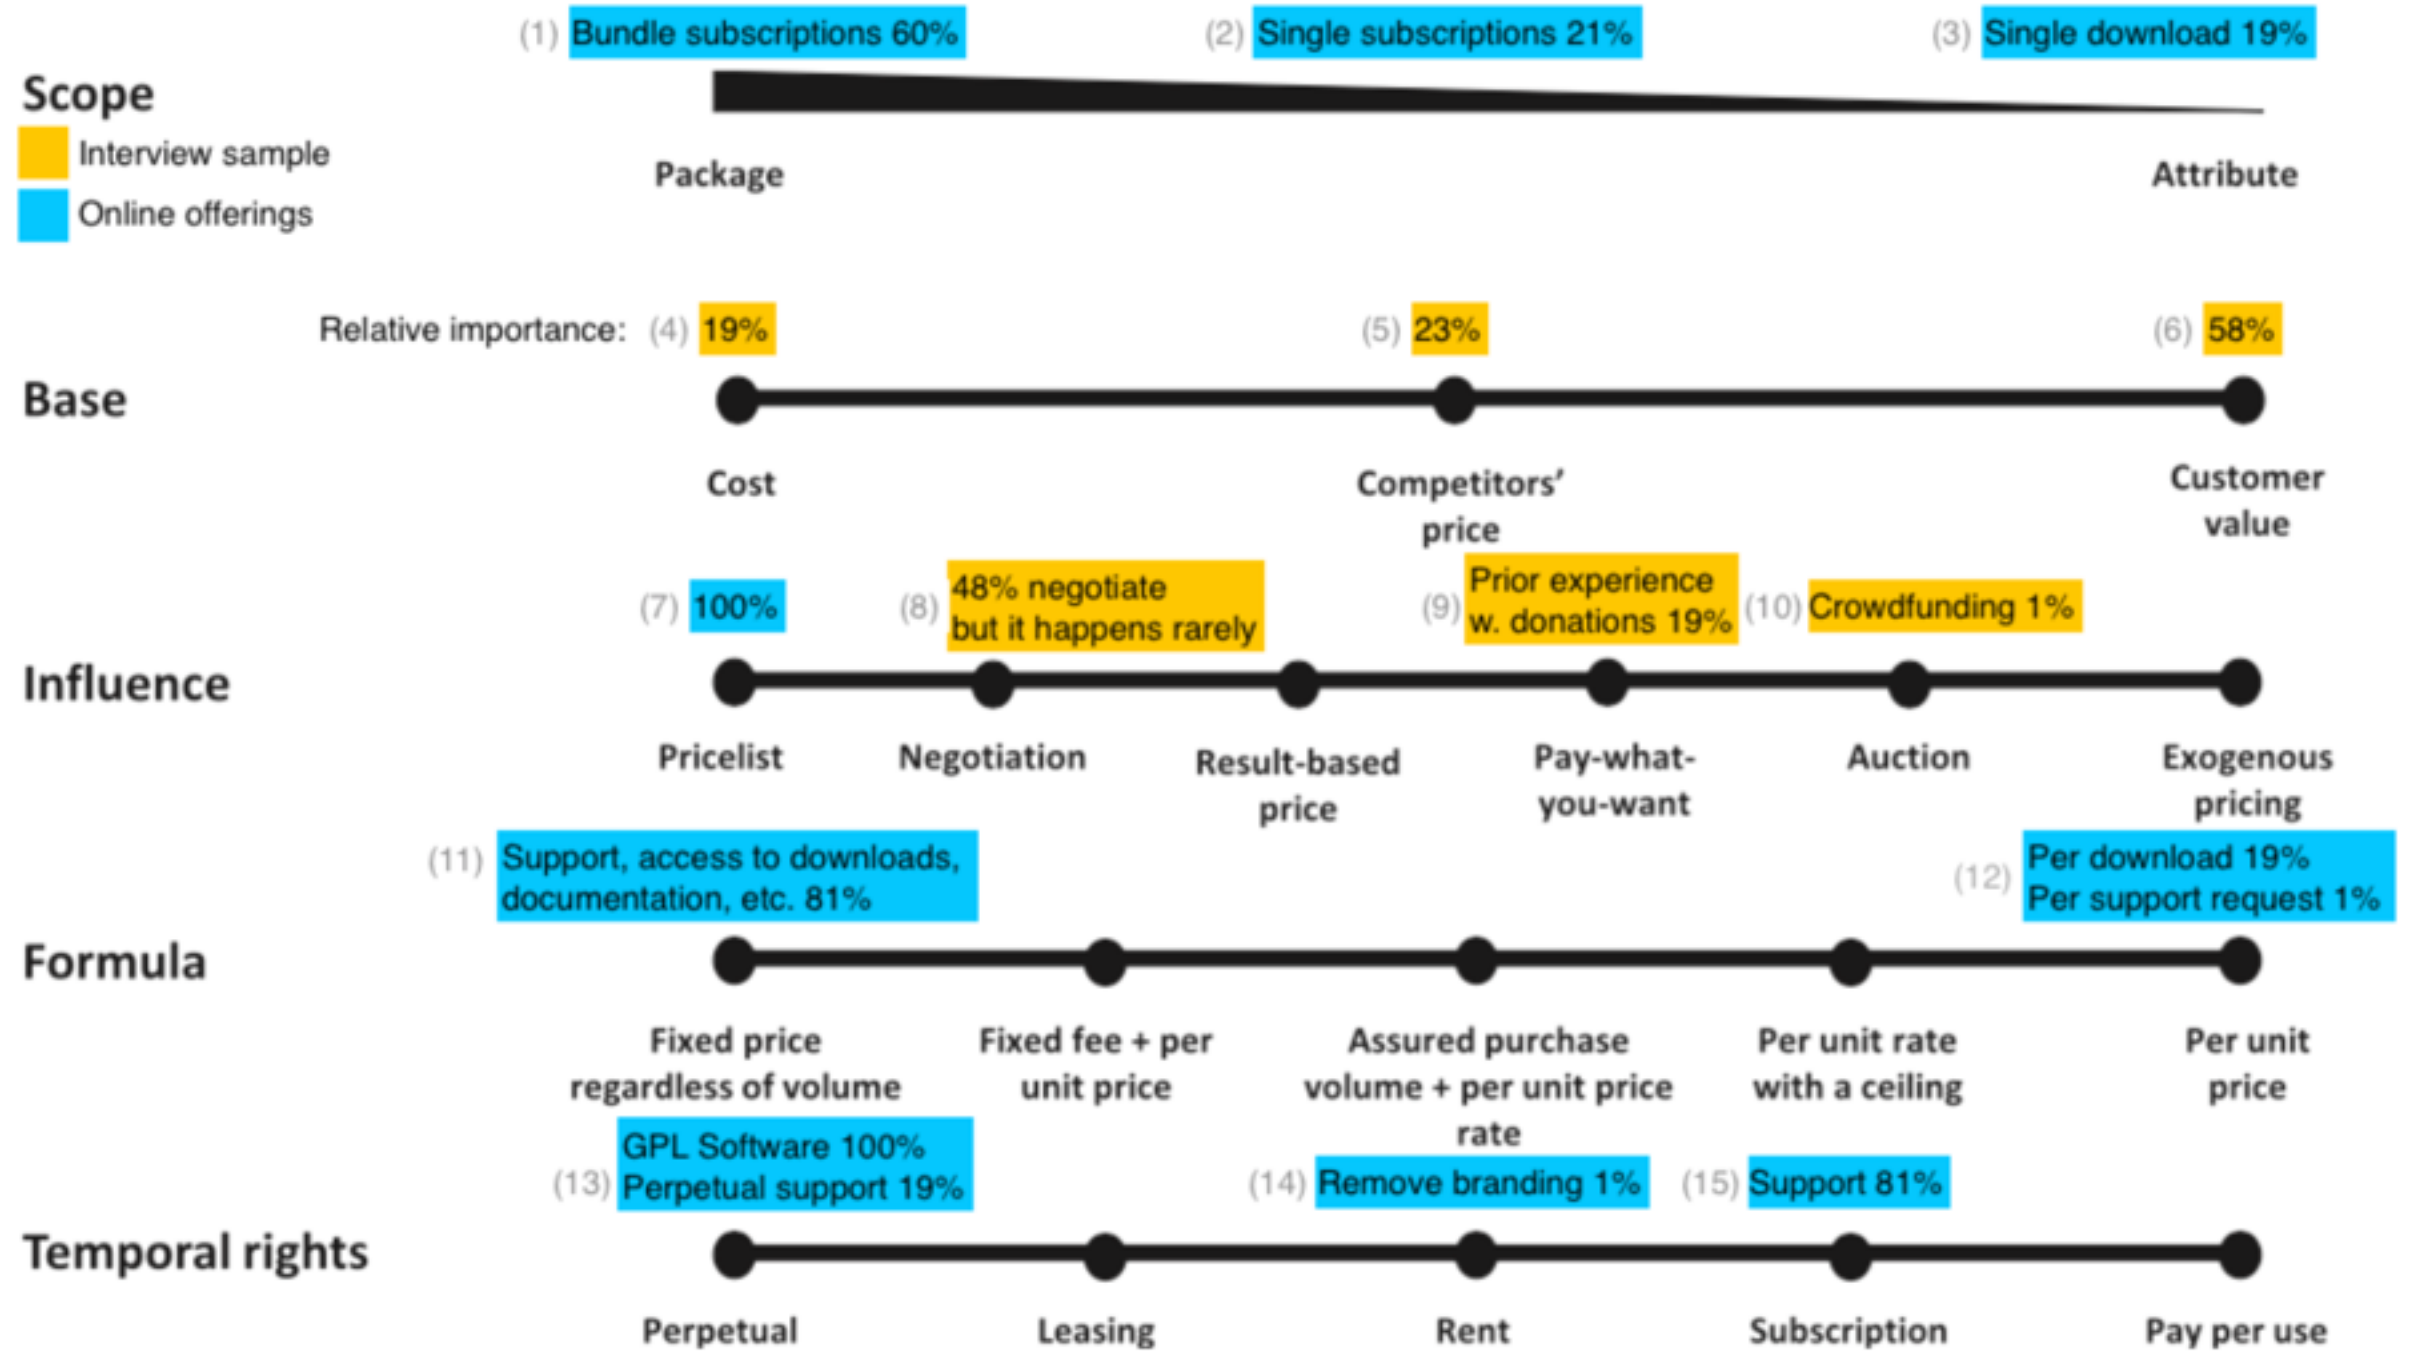 (1) Bundle subscriptions 60% (2) Single subscriptions 21% (3) Single download 19%
Scope
Interview sample
Package Attribute
Online offerings
Relative importance: (4) 19% (5) 23% (6) 58%
Base
Cost Competitors’ Customer
price value
(7) 100% (8) 48% negotiate (9) Prior experience (10) Crowdfunding 1%
but it happens rarely w. donations 19%
Influence
Pricelist Negotiation Result-based Pay-what- Auction Exogenous
price you-want pricing
(11) Support, access to downloads, (12) Per download 19%
documentation, etc. 81% Per support request 1%
Formula
Fixed price Fixed fee + per Assured purchase Per unit rate Per unit
regardless of volume unit price volume + per unit price with a ceiling price
rate
GPL Software 100%
(13) Perpetual support 19% (14) Remove branding 1% (15) Support 81%
Temporal rights
Perpetual Leasing Rent Subscription Pay per use